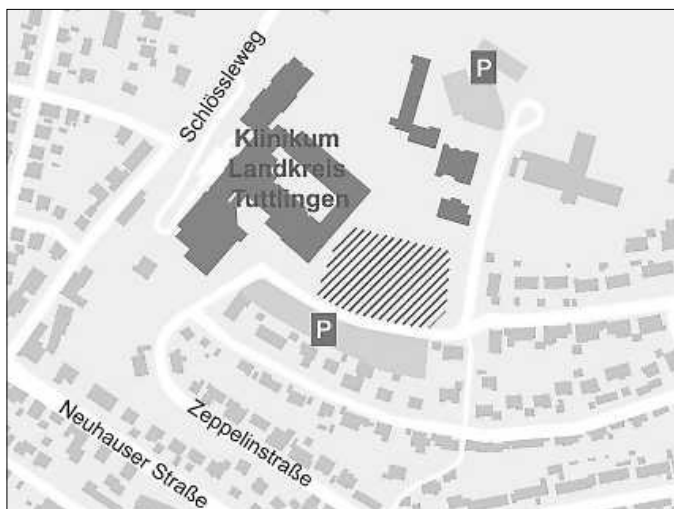 P
Schlössleweg
Klinikum
Landkreis
Tuttlingen
P
Zeppelinstraße
Neuhauser Straße